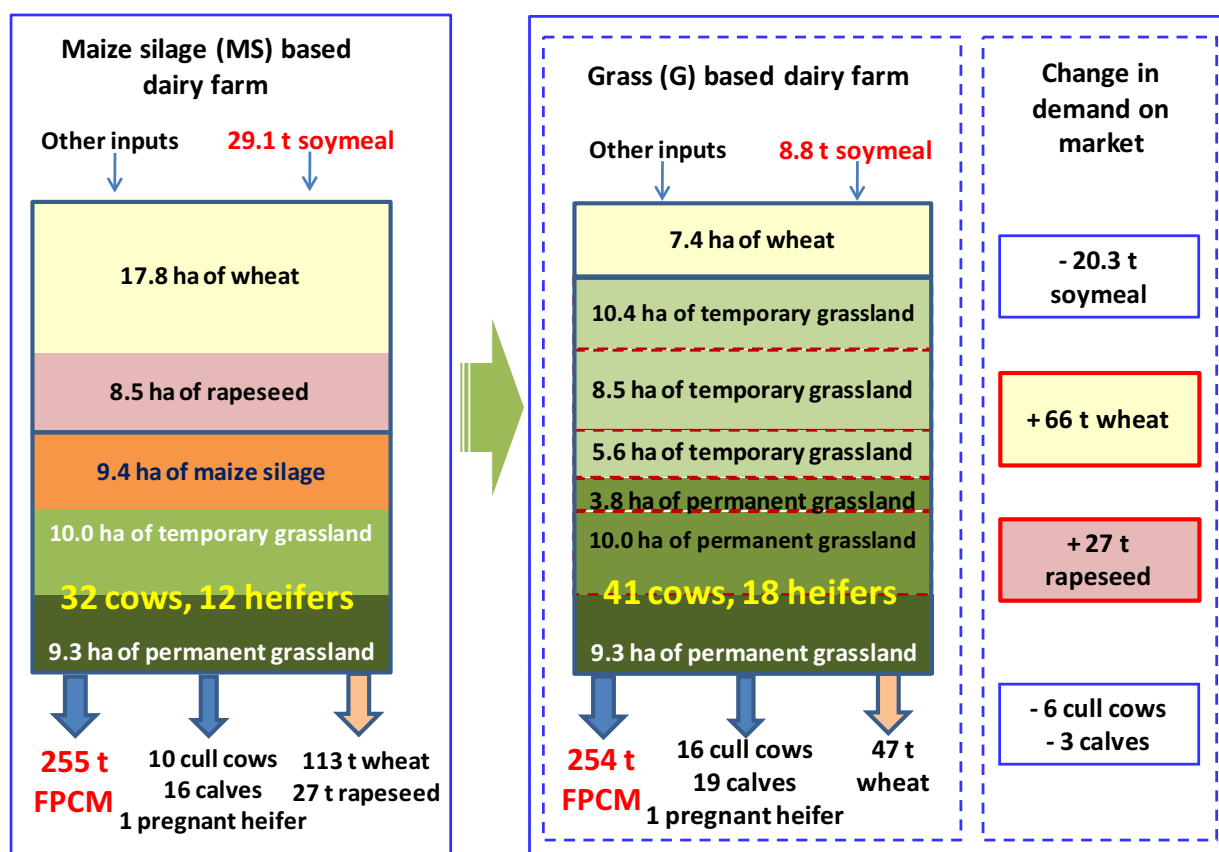 Maize silage (MS) based
dairy farm
Other inputs
29.1 t soymeal
17.8 ha of wheat
8.5 ha of rapeseed
9.4 ha of maize silage
10.0 ha of temporary grassland
32 cows, 12 heifers
9.3 ha of permanent grassland
255 t
FPCM
10 cull cows
16 calves
1 pregnant heifer
113 t wheat
27 t rapeseed
Grass (G) based dairy farm
Other inputs
8.8 t soymeal
7.4 ha of wheat
10.4 ha of temporary grassland
8.5 ha of temporary grassland
5.6 ha of temporary grassland
3.8 ha of permanent grassland
10.0 ha of permanent grassland
41 cows, 18 heifers
9.3 ha of permanent grassland
254 t
FPCM
16 cull cows
19 calves
1 pregnant heifer
47 t
wheat
Change in
demand on
market
- 20.3 t
soymeal
+ 66 t wheat
+ 27 t
rapeseed
- 6 cull cows
- 3 calves